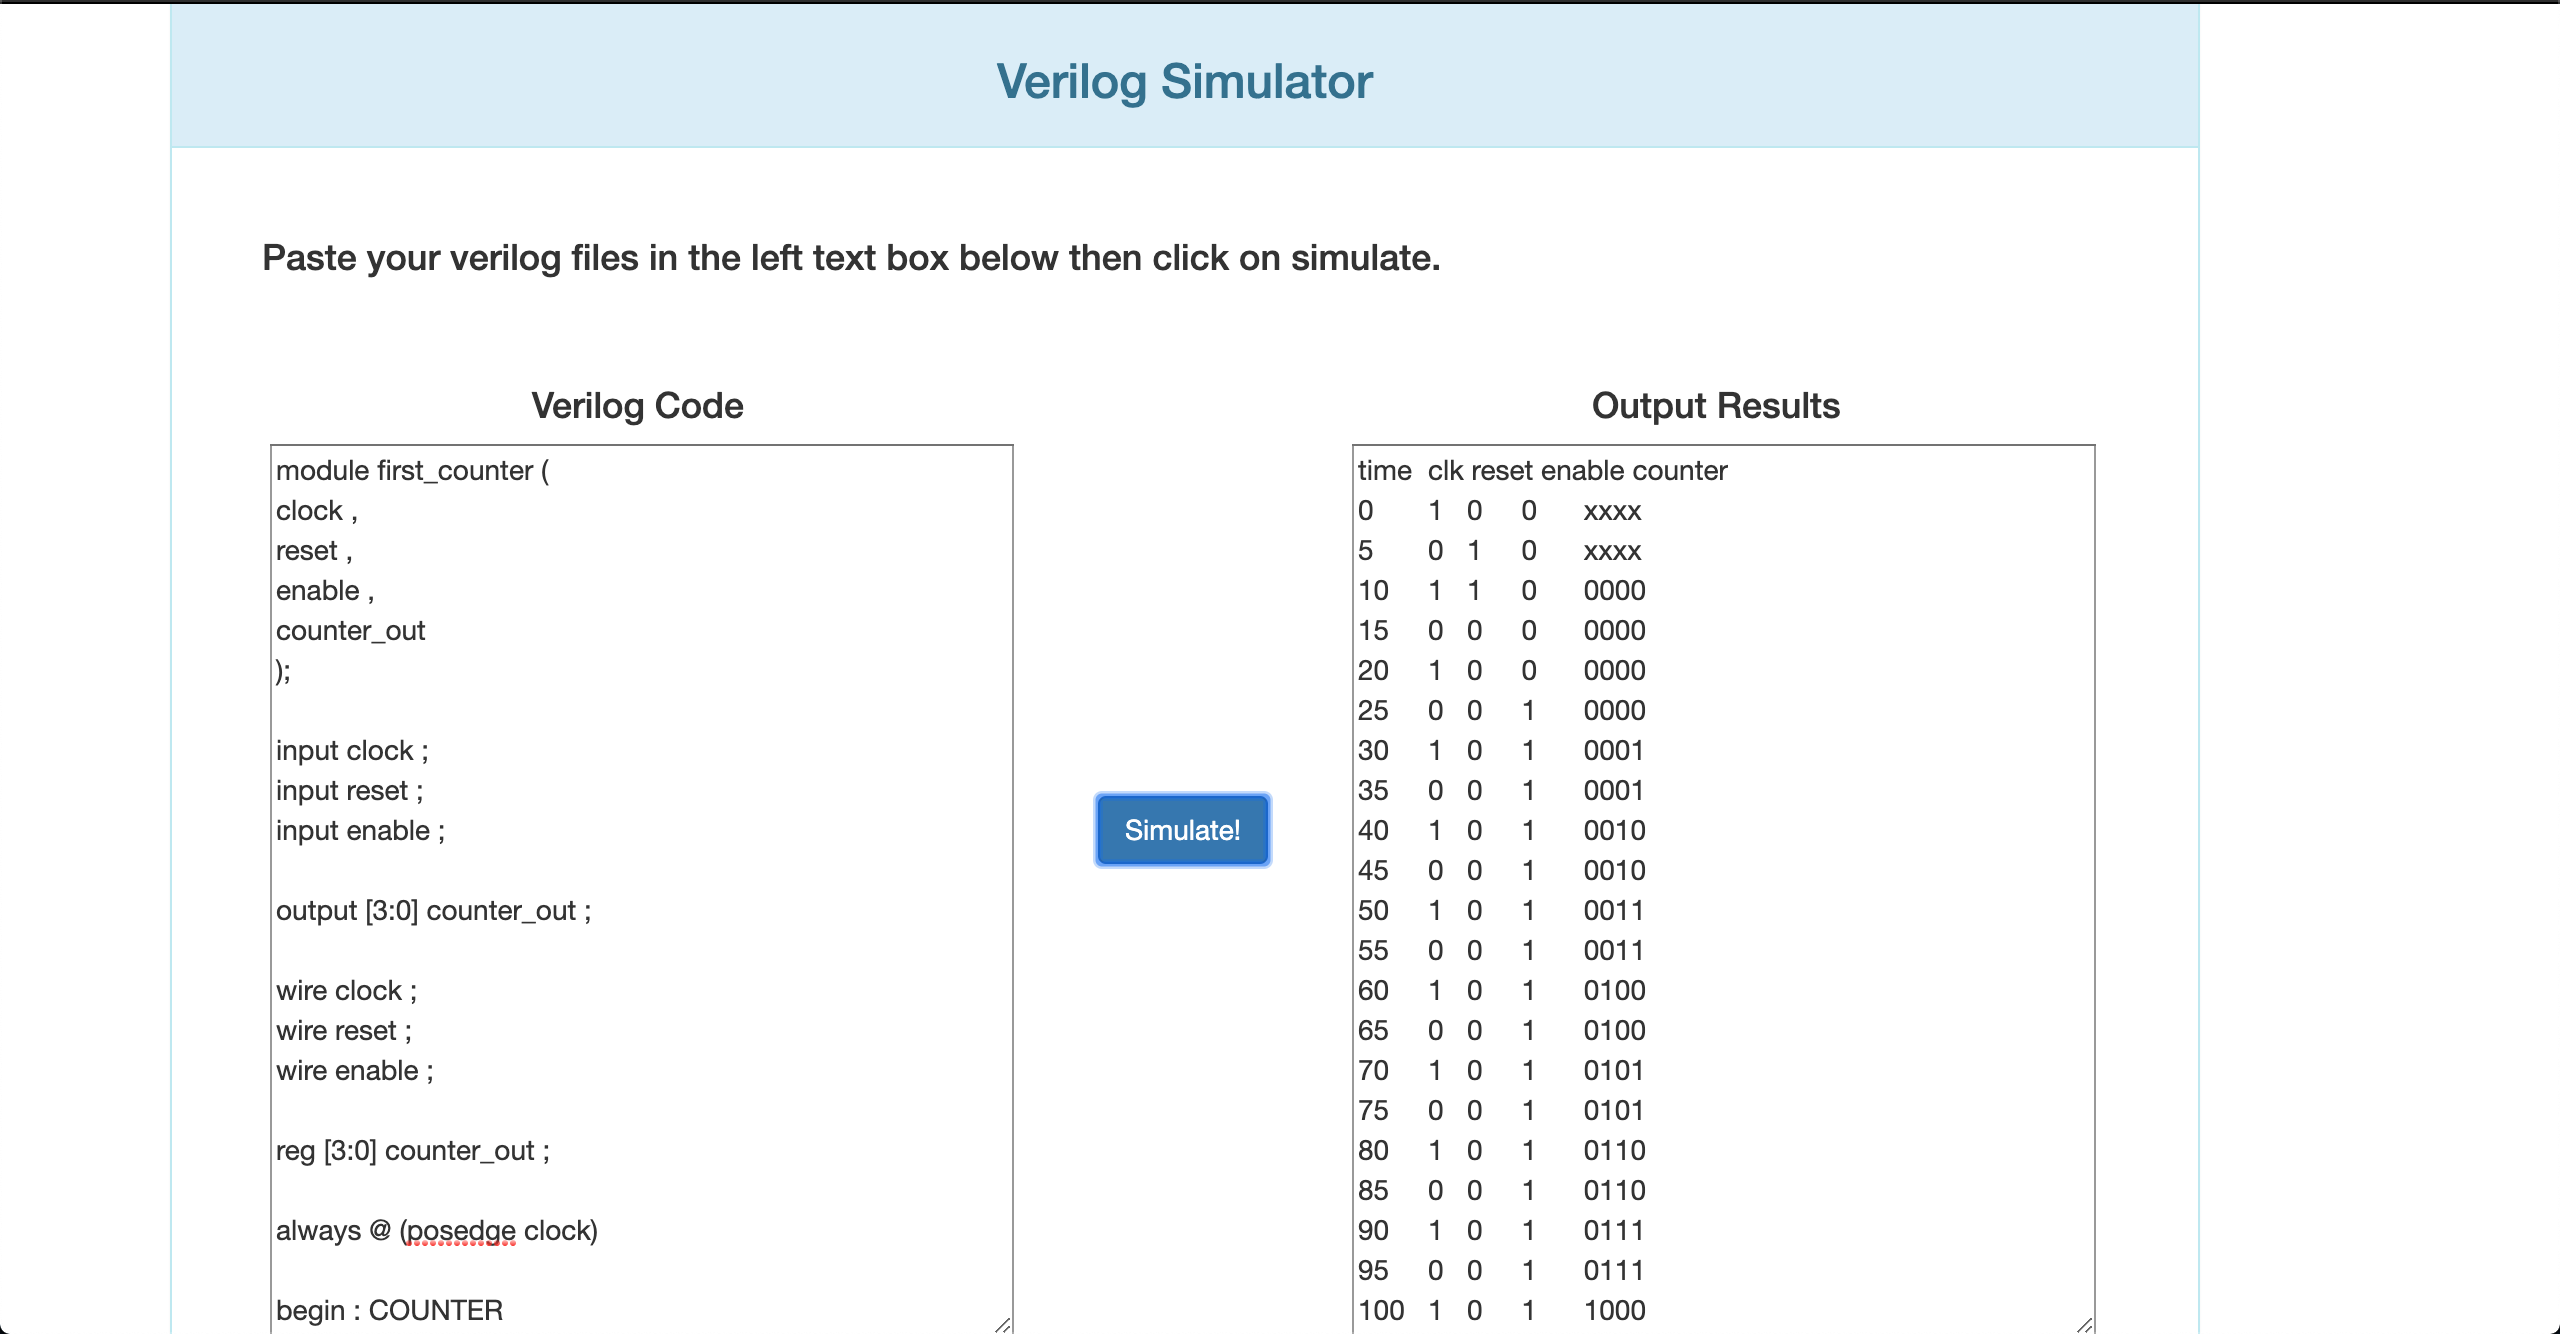 Verilog Simulator
Paste your verilog files in the left text box below then click on simulate.
Verilog Code
module first_counter (
clock ,
reset ,
enable ,
counter_out
);
input clock ;
input reset ;
input enable ;
output [3:0] counter_out ;
wire clock ;
wire reset ;
wire enable ;
reg [3:0] counter_out ;
always @ (posedge clock)
begin : COUNTER
Simulate!
Output Results
time clk reset enable counter
0 1 0 0 xxxx
5 0 1 0 xxxx
10 1 1 0 0000
15 0 0 0 0000
20 1 0 0 0000
25 0 0 1 0000
30 1 0 1 0001
35 0 0 1 0001
40 1 0 1 0010
45 0 0 1 0010
50 1 0 1 0011
55 0 0 1 0011
60 1 0 1 0100
65 0 0 1 0100
70 1 0 1 0101
75 0 0 1 0101
80 1 0 1 0110
85 0 0 1 0110
90 1 0 1 0111
95 0 0 1 0111
100 1 0 1 1000